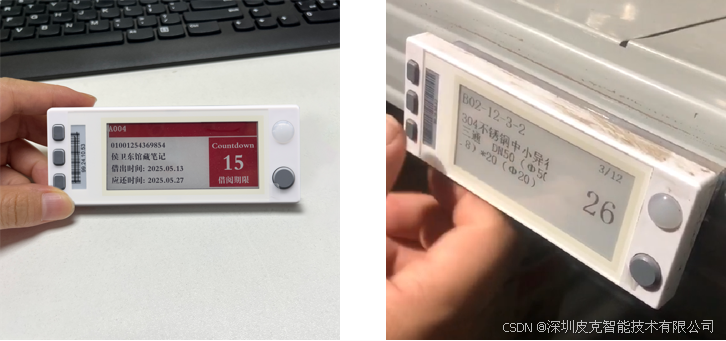 A004
01001254369854
侯卫东馆藏笔记
借出时间: 2025.05.13
应还时间: 2025.05.27
Countdown
15
借阅期限
B02-12-3-2
304不锈钢中小异径
三通 DN50（Φ50
.8）*20（Φ20）
3/12
26
CSDN @深圳皮克智能技术有限公司